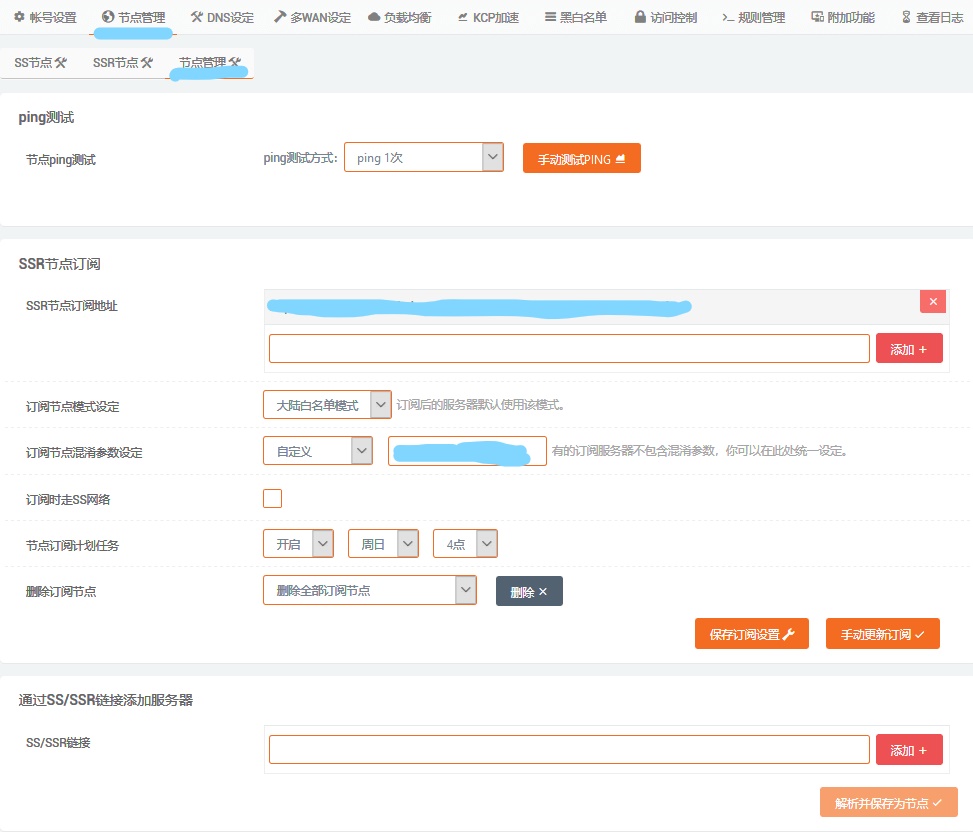 帐号设置 节点管理 DNS设定 多WAN设定 负载均衡 KCP加速 黑白名单 访问控制 规则管理 附加功能 查看日志
SS节点 SSR节点 节点管理
ping测试
节点ping测试 ping测试方式: ping 1次 手动测试PING
SSR节点订阅
SSR节点订阅地址
添加 +
订阅节点模式设定 大陆白名单模式 订阅后的服务器默认使用该模式。
订阅节点混淆参数设定 自定义 有的订阅服务器不包含混淆参数，你可以在此处统一设定。
订阅时走SS网络
节点订阅计划任务 开启 周日 4点
删除订阅节点 删除全部订阅节点 删除
保存订阅设置 手动更新订阅
通过SS/SSR链接添加服务器
SS/SSR链接 添加 +
解析并保存为节点